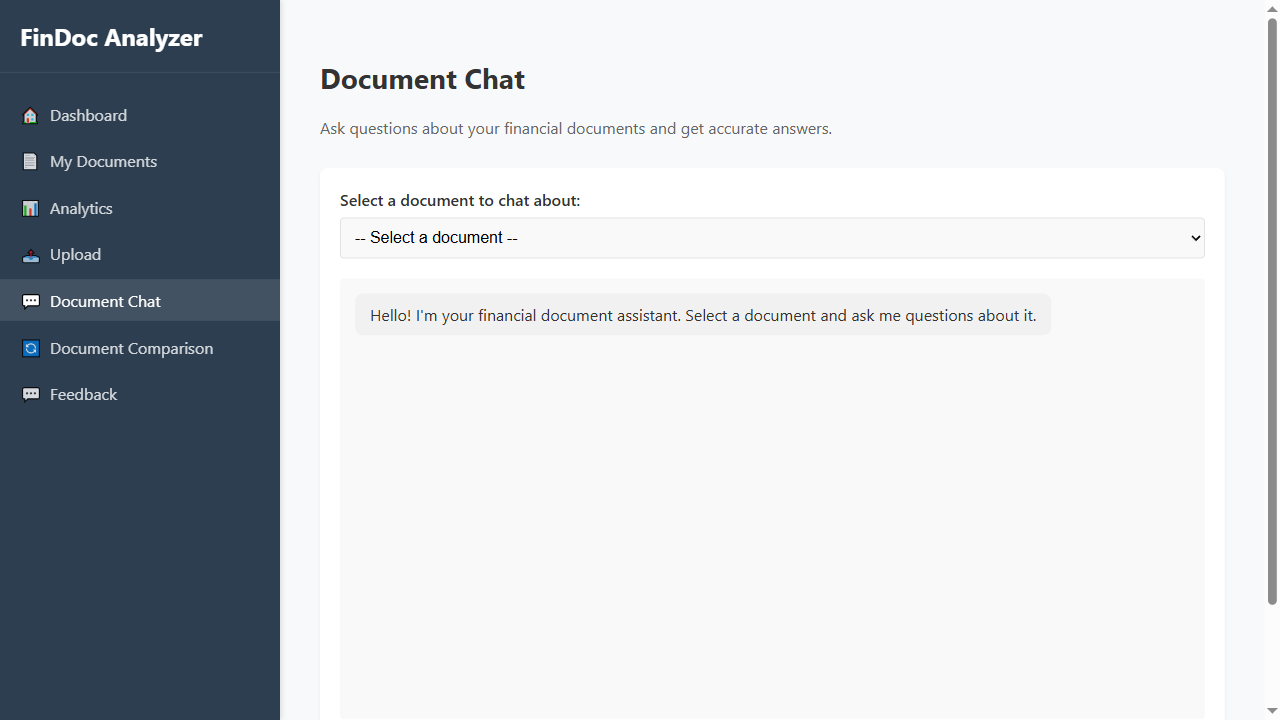 FinDoc Analyzer
Dashboard
My Documents
Analytics
Upload
Document Chat
Document Comparison
Feedback
Document Chat
Ask questions about your financial documents and get accurate answers.
Select a document to chat about:
-- Select a document --
Hello! I'm your financial document assistant. Select a document and ask me questions about it.